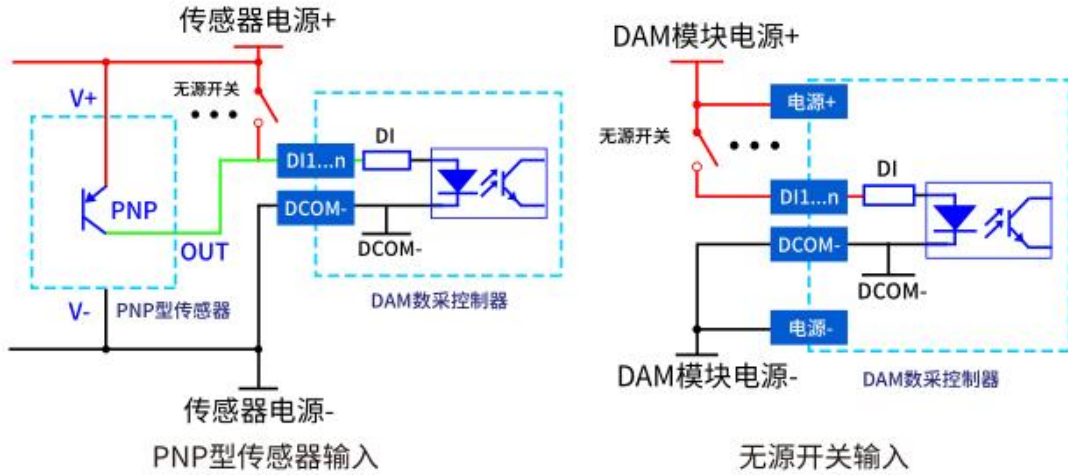 传感器电源+
无源开关
V+
DI
DI1...n
PNP
DCOM-
OUT
DCOM-
V-
PNP型传感器
DAM数采控制器
传感器电源-
PNP型传感器输入
DAM模块电源+
电源+
无源开关
DI
DI1...n
DCOM-
DCOM-
电源-
DAM模块电源-
DAM数采控制器
无源开关输入